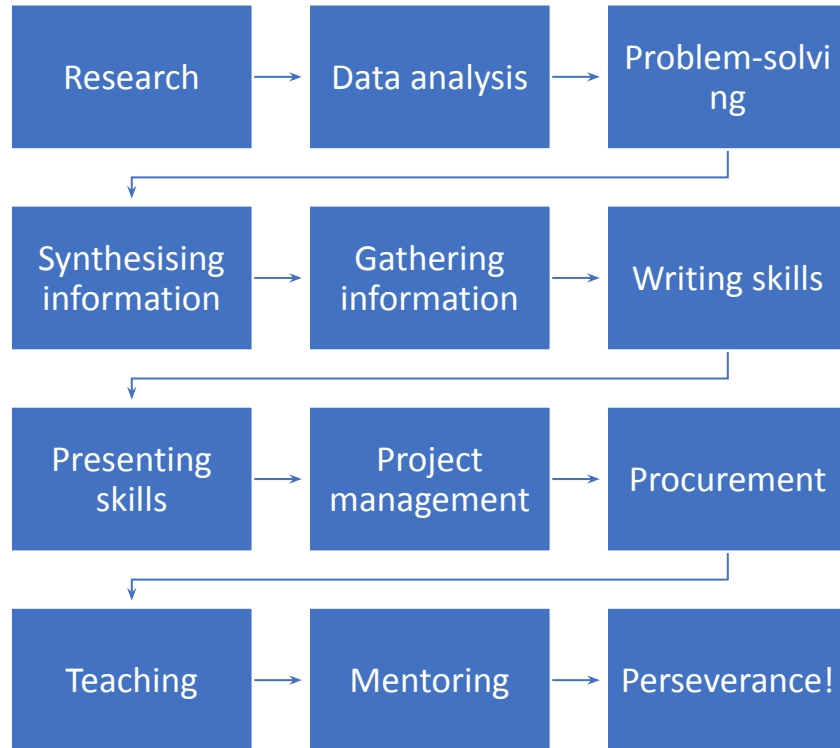 Research
Data analysis
Problem-solvi
ng
Synthesising
information
Gathering
information
Writing skills
Presenting
skills
Project
management
Procurement
Teaching
Mentoring
Perseverance!